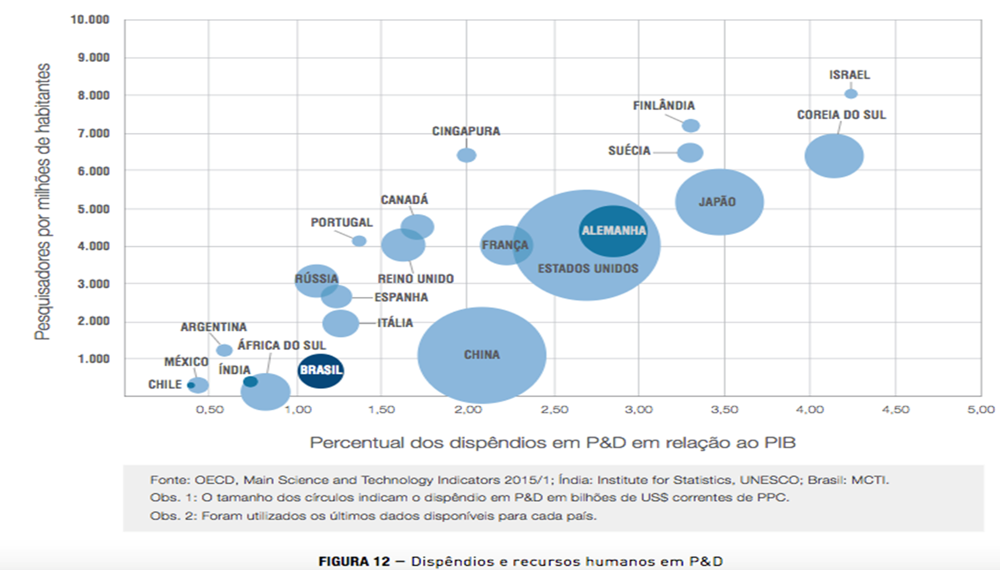 10.000
9.000
8.000
7.000
6.000
5.000
4.000
3.000
2.000
1.000
Pesquisadores por milhões de habitantes
ISRAEL
FINLÂNDIA
COREIA DO SUL
CINGAPURA
SUÉCIA
CANADÁ
JAPÃO
PORTUGAL
ALEMANHA
FRANÇA
ESTADOS UNIDOS
RÚSSIA
REINO UNIDO
ESPANHA
ITÁLIA
ARGENTINA
ÁFRICA DO SUL
CHINA
MÉXICO
ÍNDIA
BRASIL
CHILE
0,50 1,00 1,50 2,00 2,50 3,00 3,50 4,00 4,50 5,00
Percentual dos dispêndios em P&D em relação ao PIB
Fonte: OECD, Main Science and Technology Indicators 2015/1; Índia: Institute for Statistics, UNESCO; Brasil: MCTI.
Obs. 1: O tamanho dos círculos indicam o dispêndio em P&D em bilhões de US$ correntes de PPC.
Obs. 2: Foram utilizados os últimos dados disponíveis para cada país.
FIGURA 12 – Dispêndios e recursos humanos em P&D